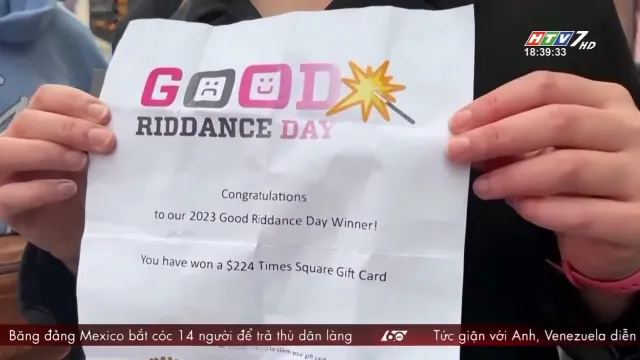 HTV7 HD
18:39:33
GOOD
RIDDANCE DAY
Congratulations
to our 2023 Good Riddance Day Winner!
You have won a $224 Times Square Gift Card
Băng đảng Mexico bắt cóc 14 người để trả thù dân làng
60
Tức giận với Anh, Venezuela diễn